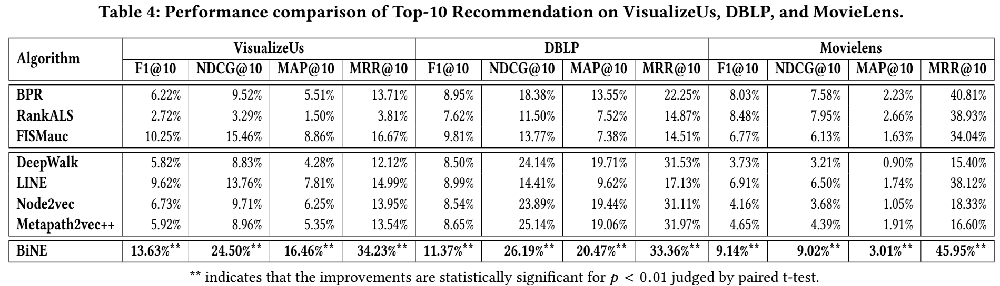 Table 4: Performance comparison of Top-10 Recommendation on VisualizeUs, DBLP, and MovieLens.
Algorithm VisualizeUs DBLP Movielens
F1@10 NDCG@10 MAP@10 MRR@10 F1@10 NDCG@10 MAP@10 MRR@10 F1@10 NDCG@10 MAP@10 MRR@10
BPR 6.22% 9.52% 5.51% 13.71% 8.95% 18.38% 13.55% 22.25% 8.03% 7.58% 2.23% 40.81%
RankALS 2.72% 3.29% 1.50% 3.81% 7.62% 11.50% 7.52% 14.87% 8.48% 7.95% 2.66% 38.93%
FISMauc 10.25% 15.46% 8.86% 16.67% 9.81% 13.77% 7.38% 14.51% 6.77% 6.13% 1.63% 34.04%
DeepWalk 5.82% 8.83% 4.28% 12.12% 8.50% 24.14% 19.71% 31.53% 3.73% 3.21% 0.90% 15.40%
LINE 9.62% 13.76% 7.81% 14.99% 8.99% 14.41% 9.62% 17.13% 6.91% 6.50% 1.74% 38.12%
Node2vec 6.73% 9.71% 6.25% 13.95% 8.54% 23.89% 19.44% 31.11% 4.16% 3.68% 1.05% 18.33%
Metapath2vec++ 5.92% 8.96% 5.35% 13.54% 8.65% 25.14% 19.06% 31.97% 4.65% 4.39% 1.91% 16.60%
BiNE 13.63%** 24.50%** 16.46%** 34.23%** 11.37%** 26.19%** 20.47%** 33.36%** 9.14%** 9.02%** 3.01%** 45.95%**
** indicates that the improvements are statistically significant for p < 0.01 judged by paired t-test.